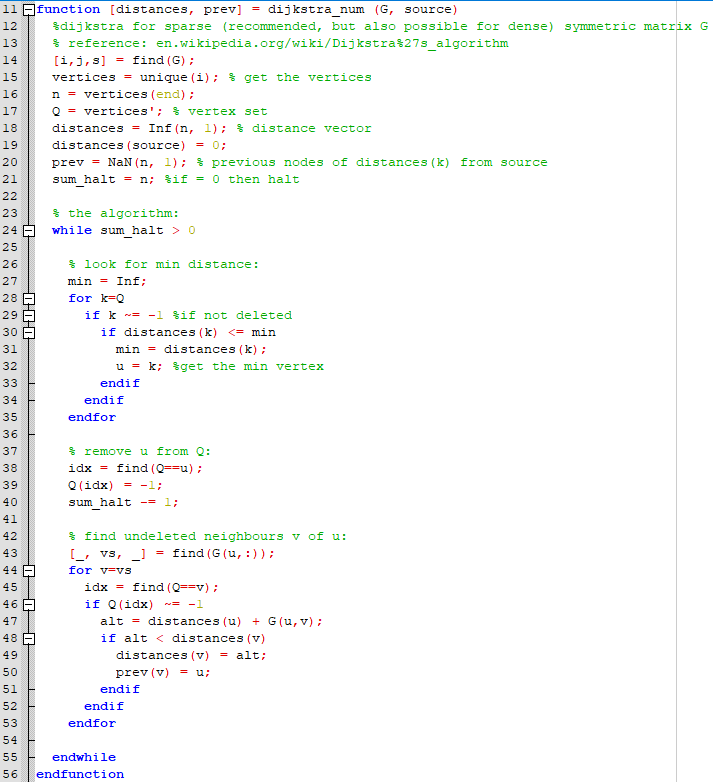 11 function [distances, prev] = dijkstra_num (G, source)
12   %dijkstra for sparse (recommended, but also possible for dense) symmetric matrix G
13   % reference: en.wikipedia.org/wiki/Dijkstra%27s_algorithm
14   [i,j,s] = find(G);
15   vertices = unique(i); % get the vertices
16   n = vertices(end);
17   Q = vertices'; % vertex set
18   distances = Inf(n, 1); % distance vector
19   distances(source) = 0;
20   prev = NaN(n, 1); % previous nodes of distances(k) from source
21   sum_halt = n; %if = 0 then halt
22
23   % the algorithm:
24   while sum_halt > 0
25
26     % look for min distance:
27     min = Inf;
28     for k=Q
29       if k ~= -1 %if not deleted
30         if distances(k) <= min
31           min = distances(k);
32           u = k; %get the min vertex
33         endif
34       endif
35     endfor
36
37     % remove u from Q:
38     idx = find(Q==u);
39     Q(idx) = -1;
40     sum_halt -= 1;
41
42     % find undeleted neighbours v of u:
43     [_, vs, _] = find(G(u,:));
44     for v=vs
45       idx = find(Q==v);
46       if Q(idx) ~= -1
47         alt = distances(u) + G(u,v);
48         if alt < distances(v)
49           distances(v) = alt;
50           prev(v) = u;
51         endif
52       endif
53     endfor
54
55   endwhile
56 endfunction